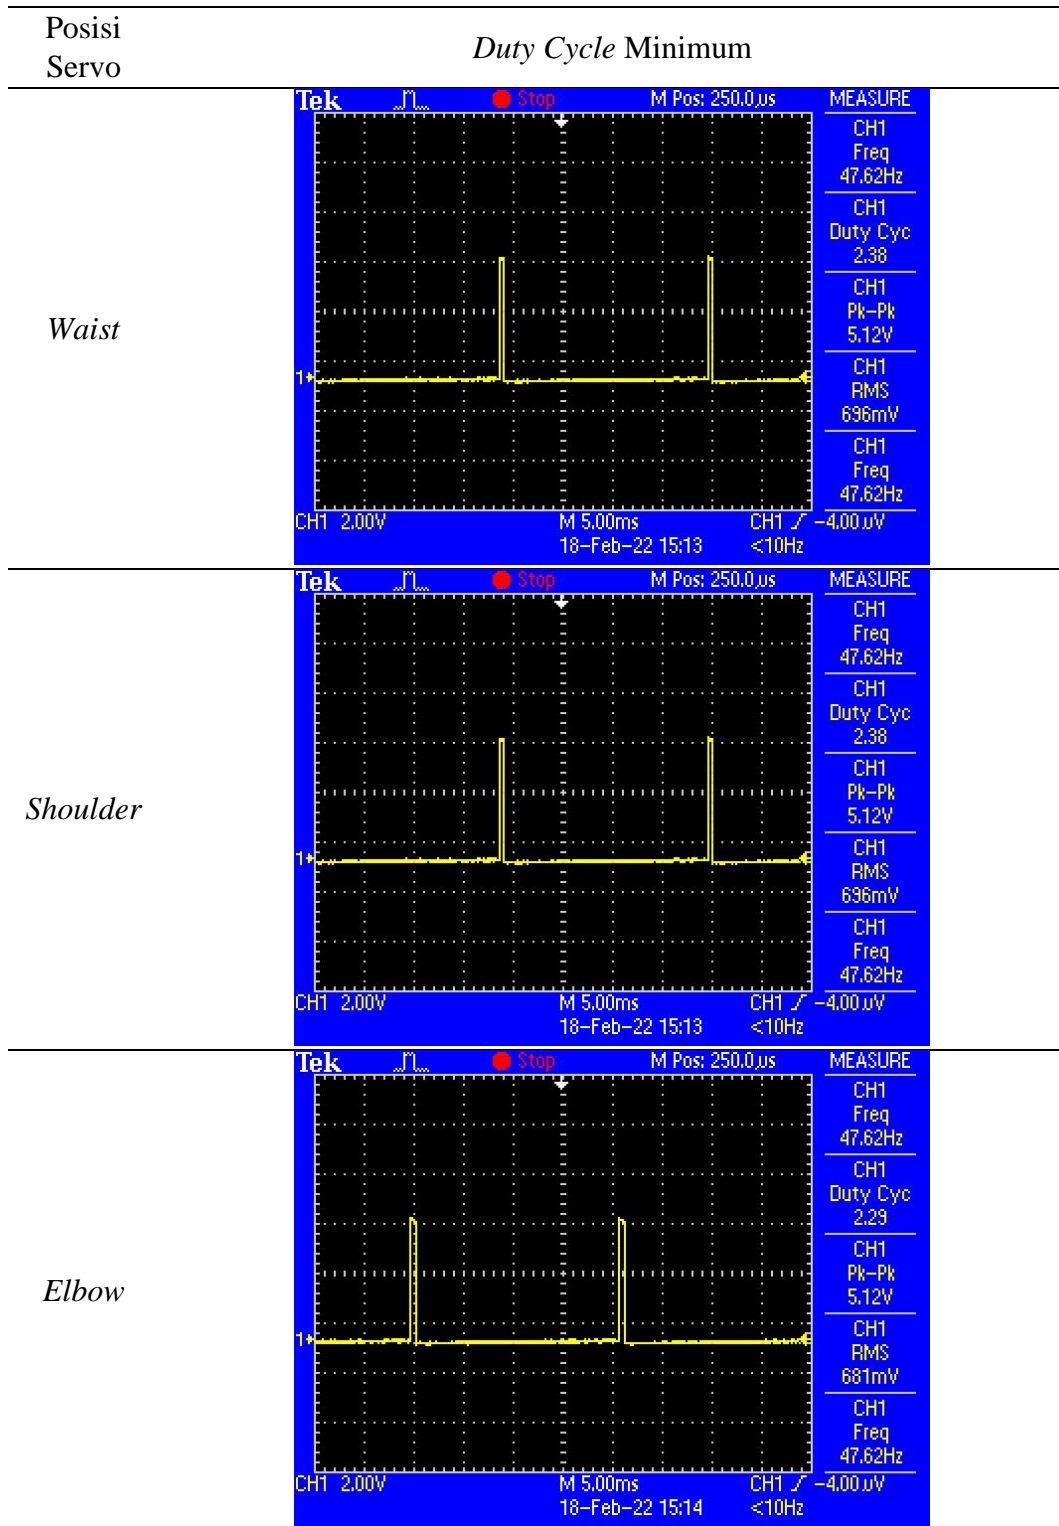 Posisi
Servo
Duty Cycle Minimum
Waist
Tek Stop M Pos: 250.0µs MEASURE
CH1
Freq
47.62Hz
CH1
Duty Cyc
2.38
CH1
Pk-Pk
5.12V
CH1
RMS
696mV
CH1
Freq
47.62Hz
1
CH1 2.00V M 5.00ms CH1 -4.00µV
18-Feb-22 15:13 <10Hz
Shoulder
Tek Stop M Pos: 250.0µs MEASURE
CH1
Freq
47.62Hz
CH1
Duty Cyc
2.38
CH1
Pk-Pk
5.12V
CH1
RMS
696mV
CH1
Freq
47.62Hz
1
CH1 2.00V M 5.00ms CH1 -4.00µV
18-Feb-22 15:13 <10Hz
Elbow
Tek Stop M Pos: 250.0µs MEASURE
CH1
Freq
47.62Hz
CH1
Duty Cyc
2.29
CH1
Pk-Pk
5.12V
CH1
RMS
681mV
CH1
Freq
47.62Hz
1
CH1 2.00V M 5.00ms CH1 -4.00µV
18-Feb-22 15:14 <10Hz